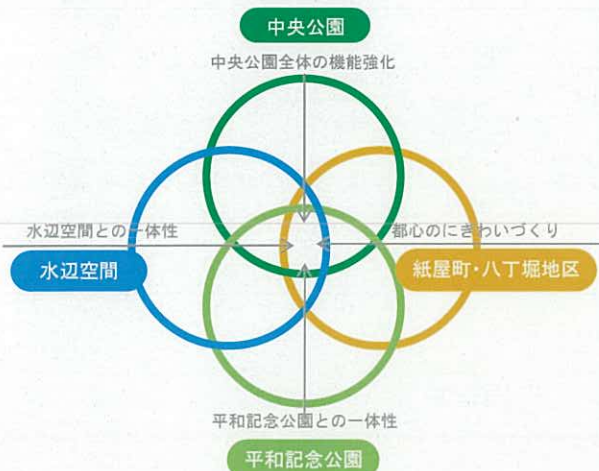 中央公園
中央公園全体の機能強化
水辺空間との一体性
都心のにぎわいづくり
水辺空間
紙屋町・八丁堀地区
平和記念公園との一体性
平和記念公園